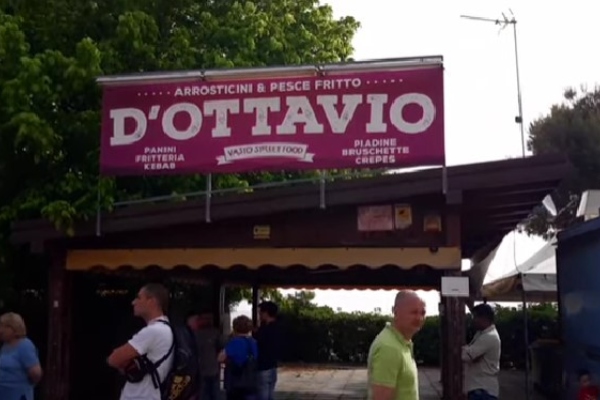 ARROSTICINI & PESCE FRITTO
D'OTTAVIO
PANINI
FRITTERIA
KEBAB
VASTO STREET FOOD
PIADINE
BRUSCHETTE
CREPES